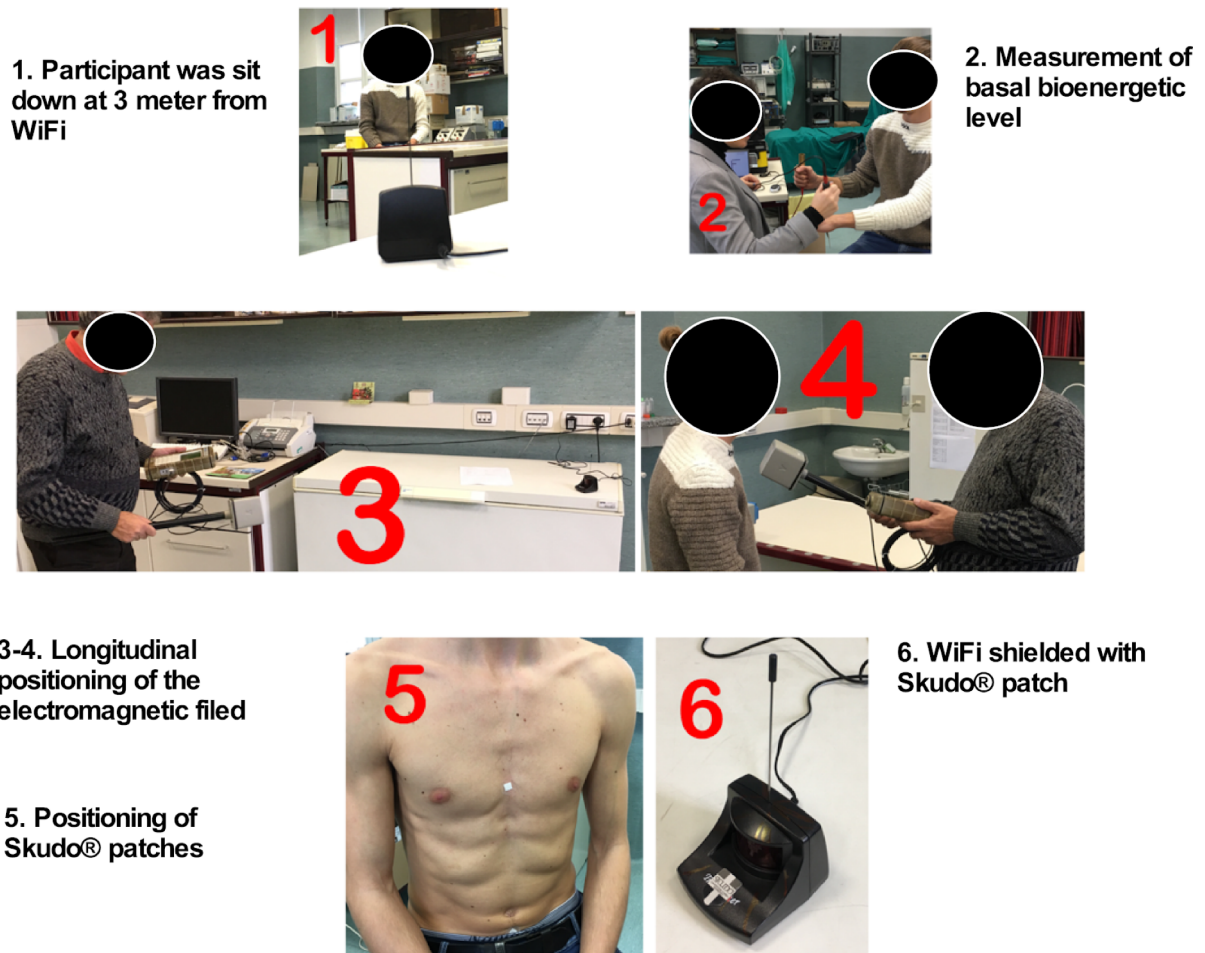 1. Participant was sit
down at 3 meter from
WiFi
1
2. Measurement of
basal bioenergetic
level
2
3
4
3-4. Longitudinal
positioning of the
electromagnetic filed
5. Positioning of
Skudo® patches
5
6
6. WiFi shielded with
Skudo® patch